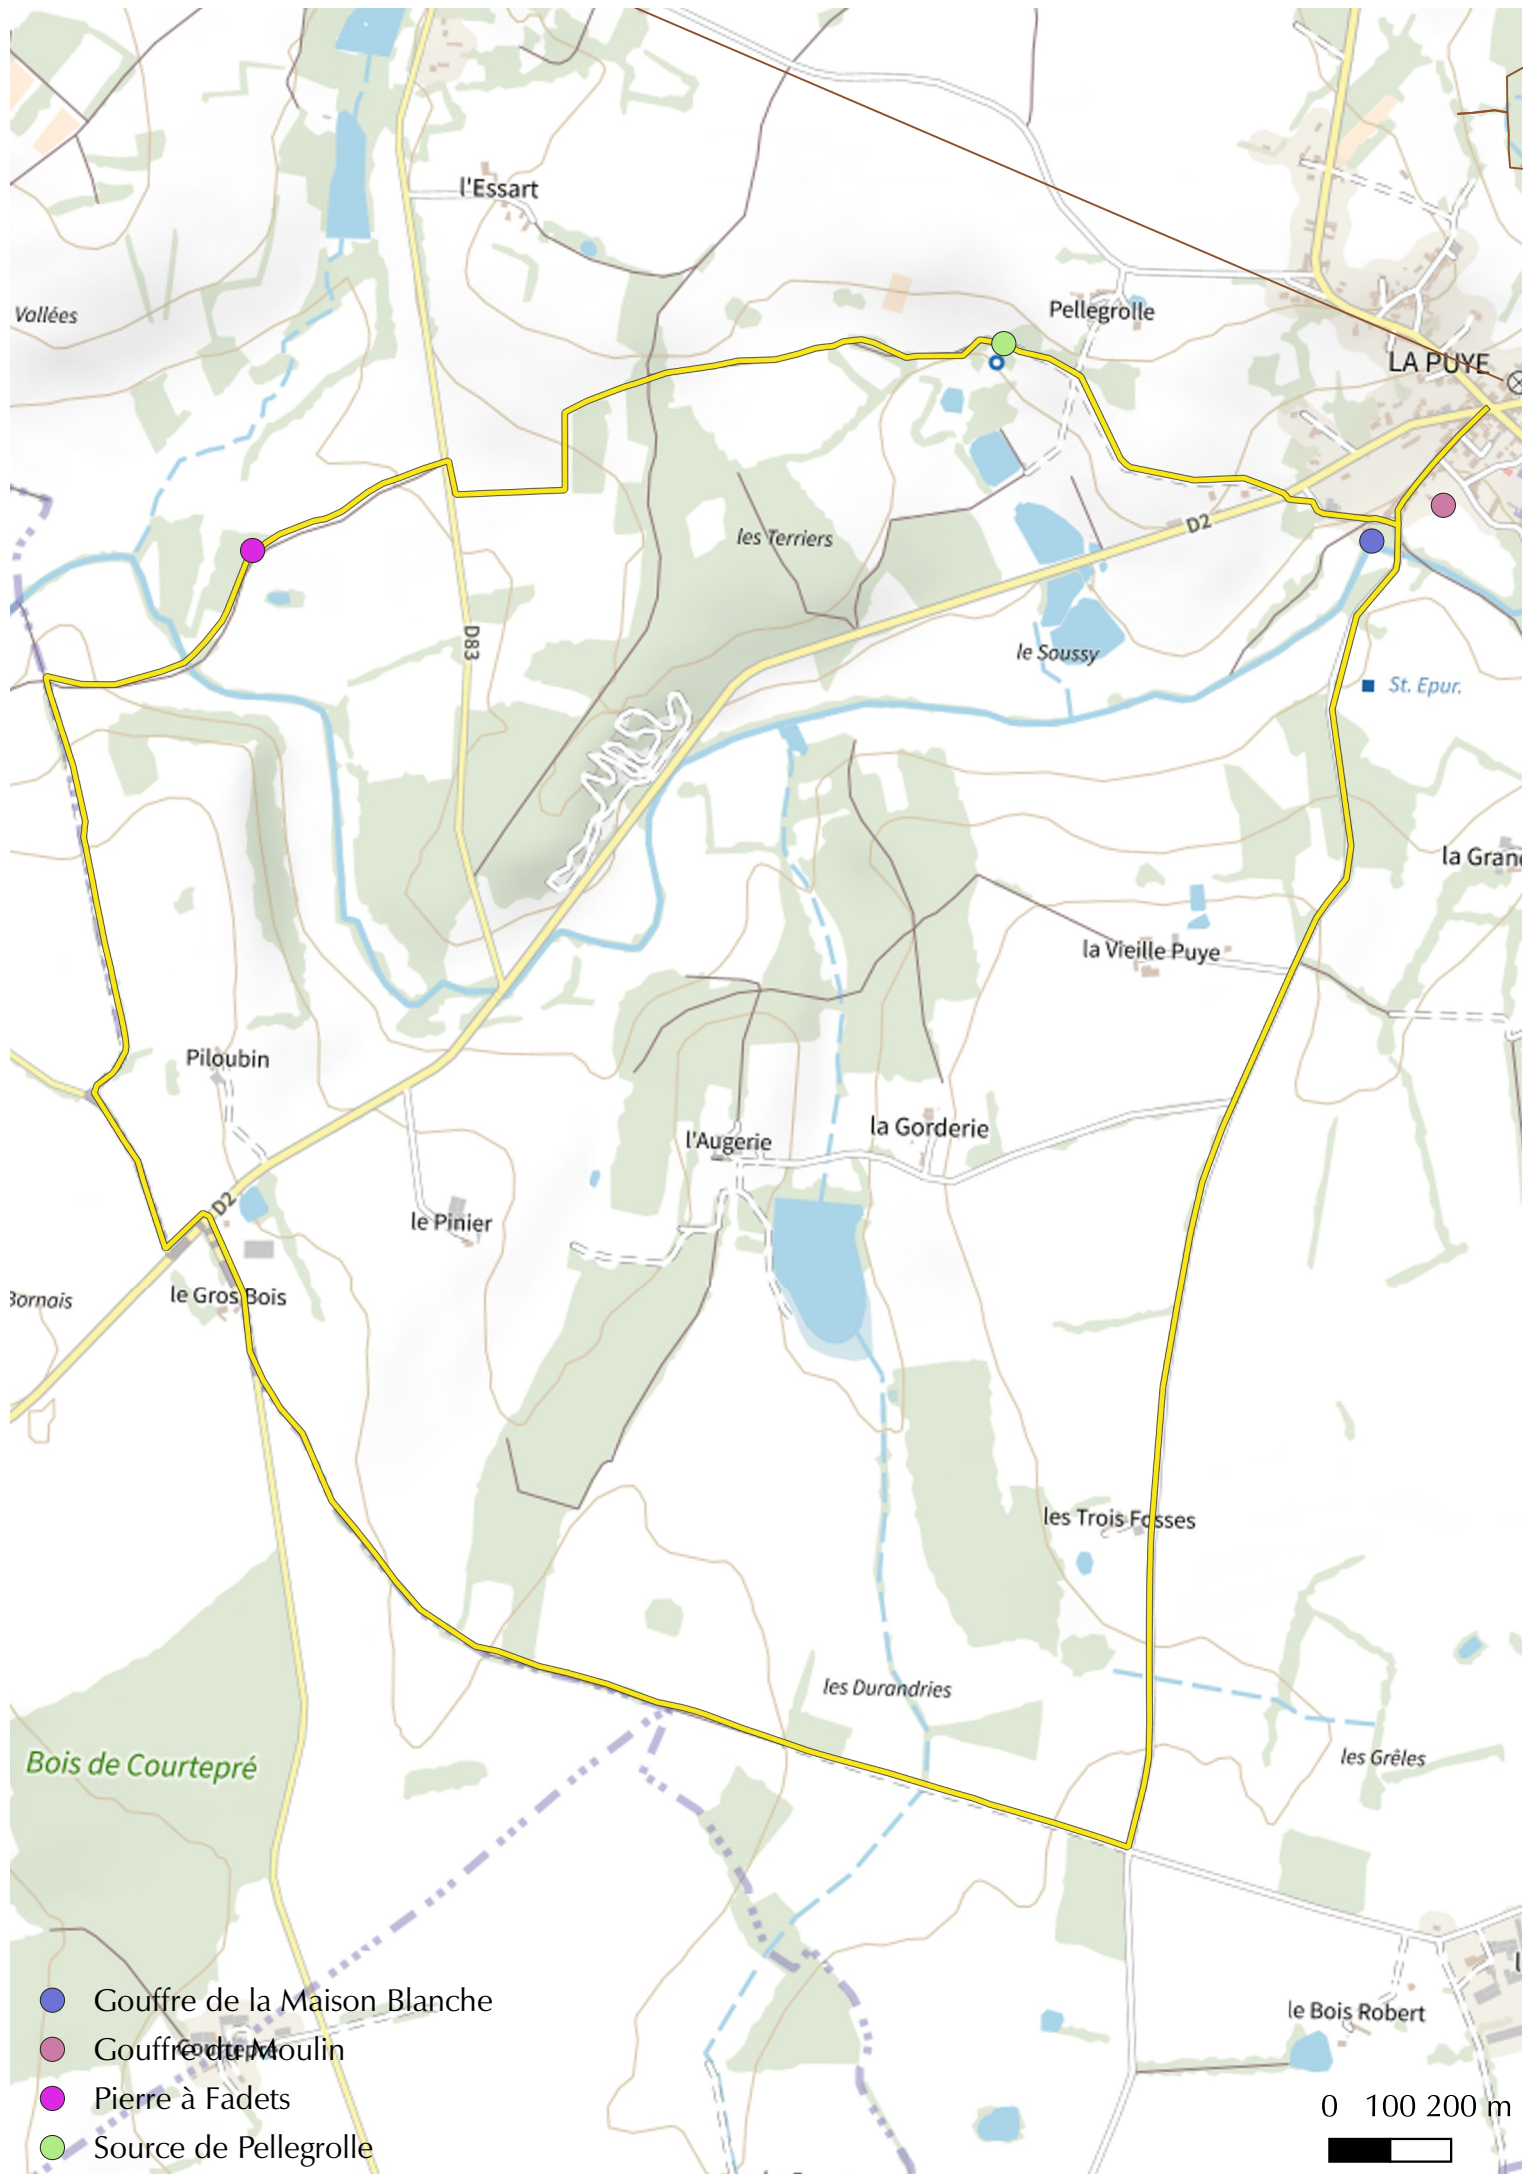 l'Essart
Vallées
Pellegrolle
LA PUYE
D2
les Terriers
D83
le Soussy
St. Epur.
la Gran
la Vieille Puye
Piloubin
la Gorderie
l'Augerie
D2
le Pinier
le Gros Bois
Bornais
les Trois Fosses
les Durandries
les Grêles
Bois de Courtepré
Gouffre de la Maison Blanche
le Bois Robert
Courtepré
Gouffre du Moulin
Pierre à Fadets
0 100 200 m
Source de Pellegrolle